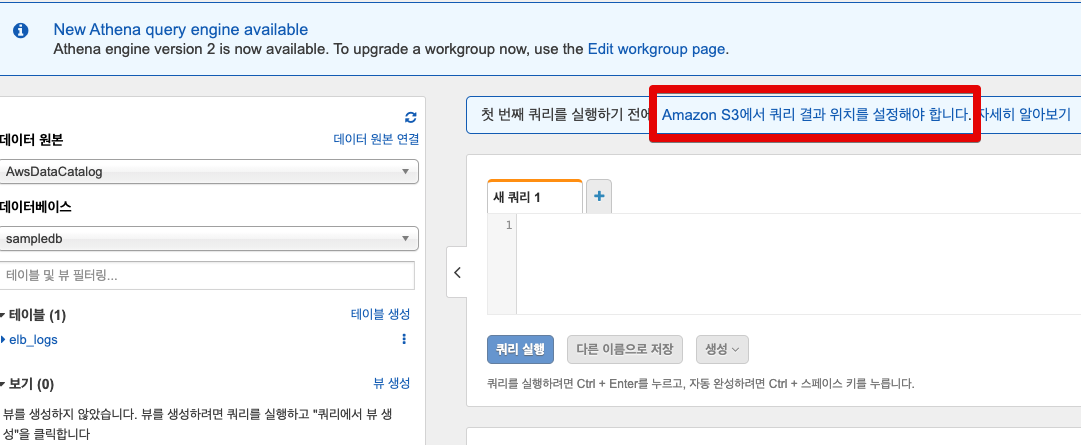 New Athena query engine available
Athena engine version 2 is now available. To upgrade a workgroup now, use the Edit workgroup page.
데이터 원본
데이터 원본 연결
AwsDataCatalog
데이터베이스
sampledb
테이블 및 뷰 필터링...
테이블 (1)
테이블 생성
elb_logs
보기 (0)
뷰 생성
뷰를 생성하지 않았습니다. 뷰를 생성하려면 쿼리를 실행하고 "쿼리에서 뷰 생
성"을 클릭합니다
첫 번째 쿼리를 실행하기 전에 Amazon S3에서 쿼리 결과 위치를 설정해야 합니다. 자세히 알아보기
새 쿼리 1
+
1
쿼리 실행
다른 이름으로 저장
생성
쿼리를 실행하려면 Ctrl + Enter를 누르고, 자동 완성하려면 Ctrl + 스페이스 키를 누릅니다.